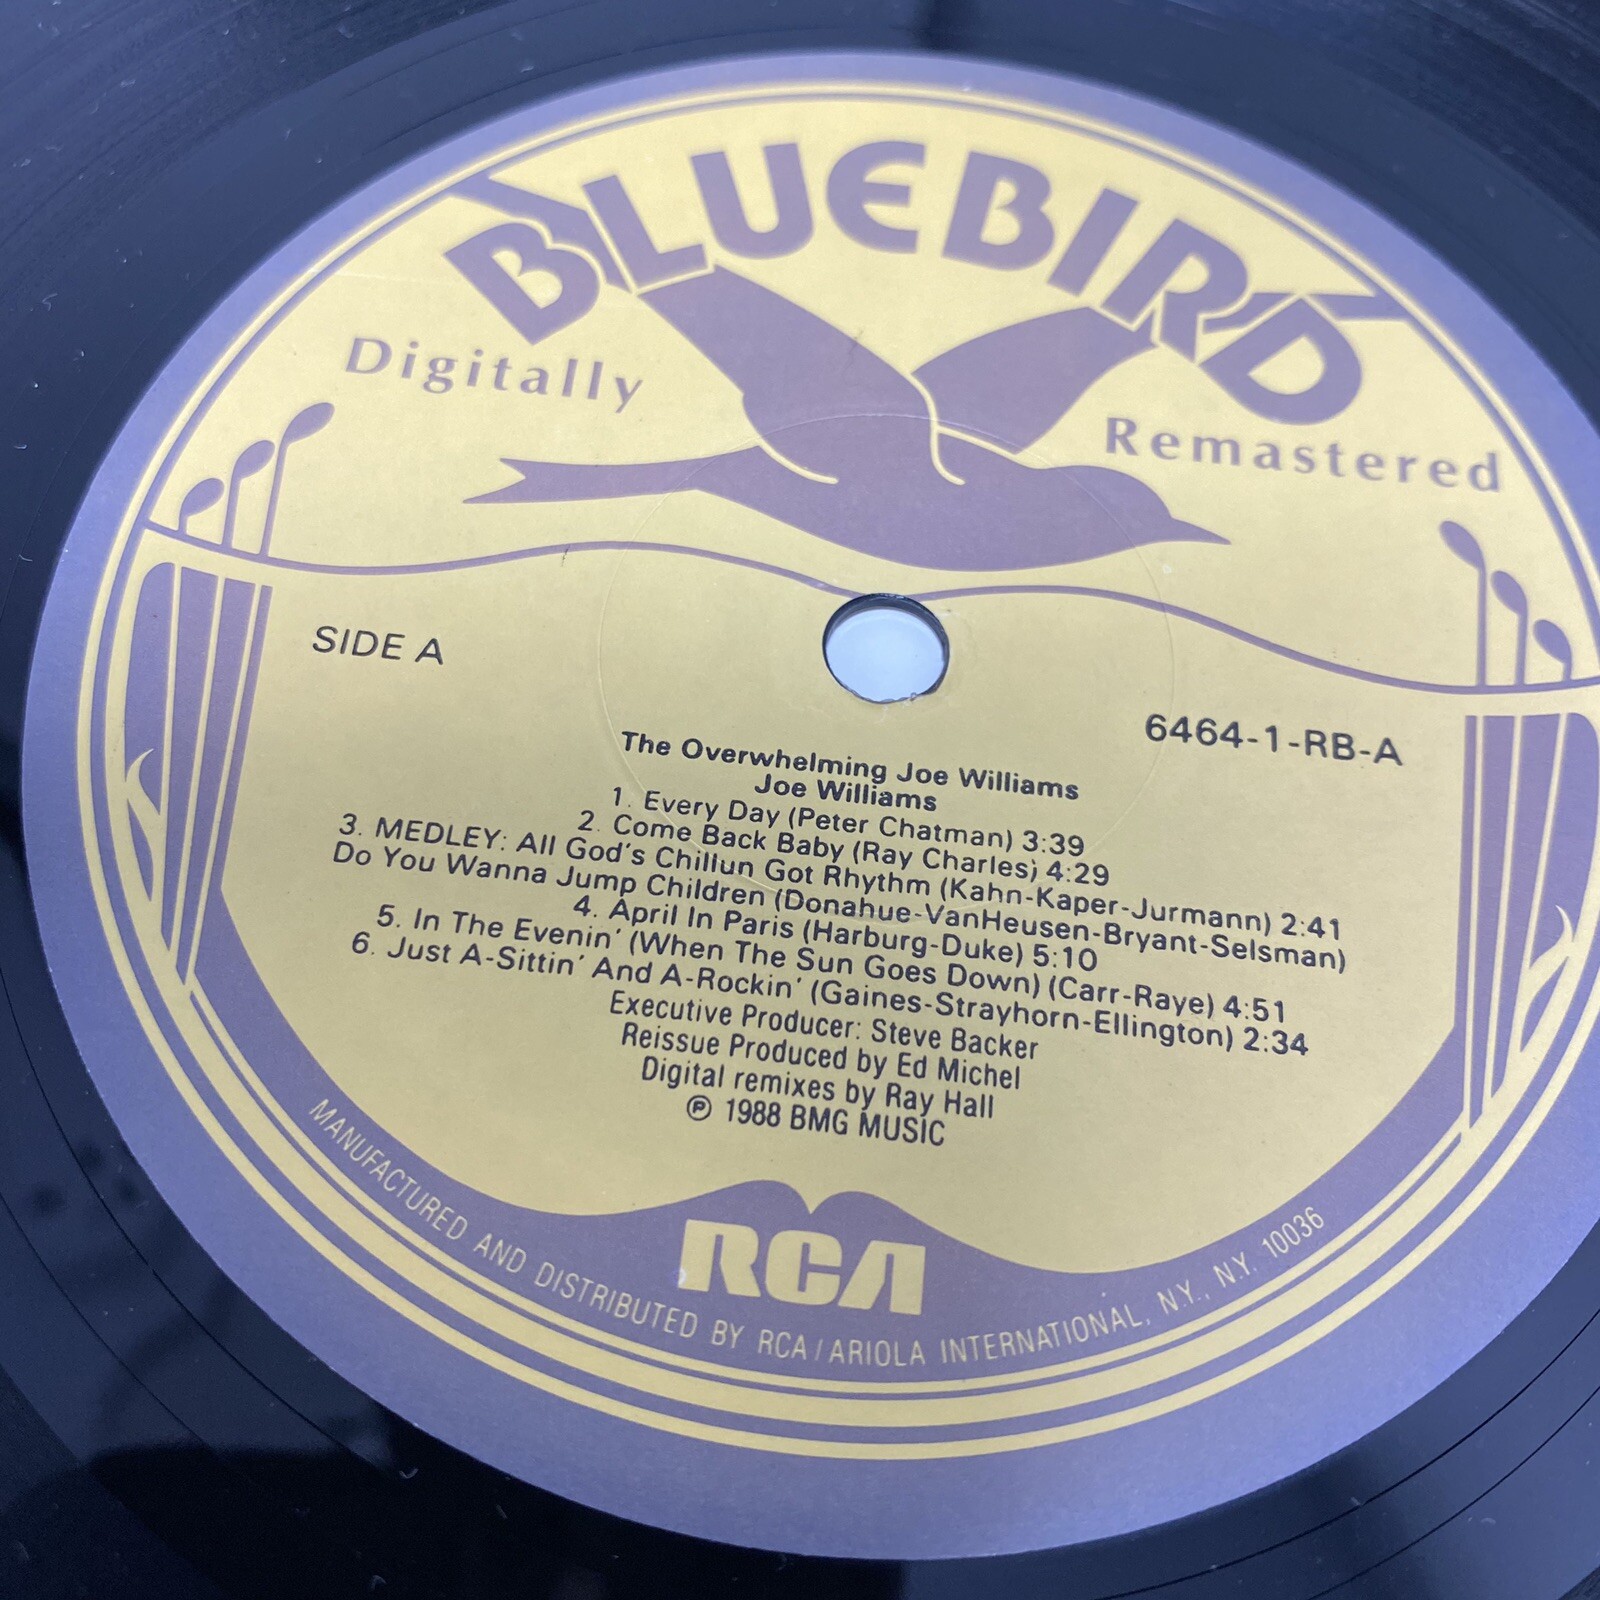 BLUEBIRD
Digitally Remastered
SIDE A
6464-1-RB-A
The Overwhelming Joe Williams
Joe Williams
1. Every Day (Peter Chatman) 3:39
2. Come Back Baby (Ray Charles) 4:29
3. MEDLEY: All God's Chillun Got Rhythm (Kahn-Kaper-Jurmann) 2:41
Do You Wanna Jump Children (Donahue-VanHeusen-Bryant-Selsman)
4. April In Paris (Harburg-Duke) 5:10
5. In The Evenin' (When The Sun Goes Down) (Carr-Raye) 4:51
6. Just A-Sittin' And A-Rockin' (Gaines-Strayhorn-Ellington) 2:34
Executive Producer: Steve Backer
Reissue Produced by Ed Michel
Digital remixes by Ray Hall
℗ 1988 BMG MUSIC
RCA
MANUFACTURED AND DISTRIBUTED BY RCA/ARIOLA INTERNATIONAL, N.Y., N.Y. 10036